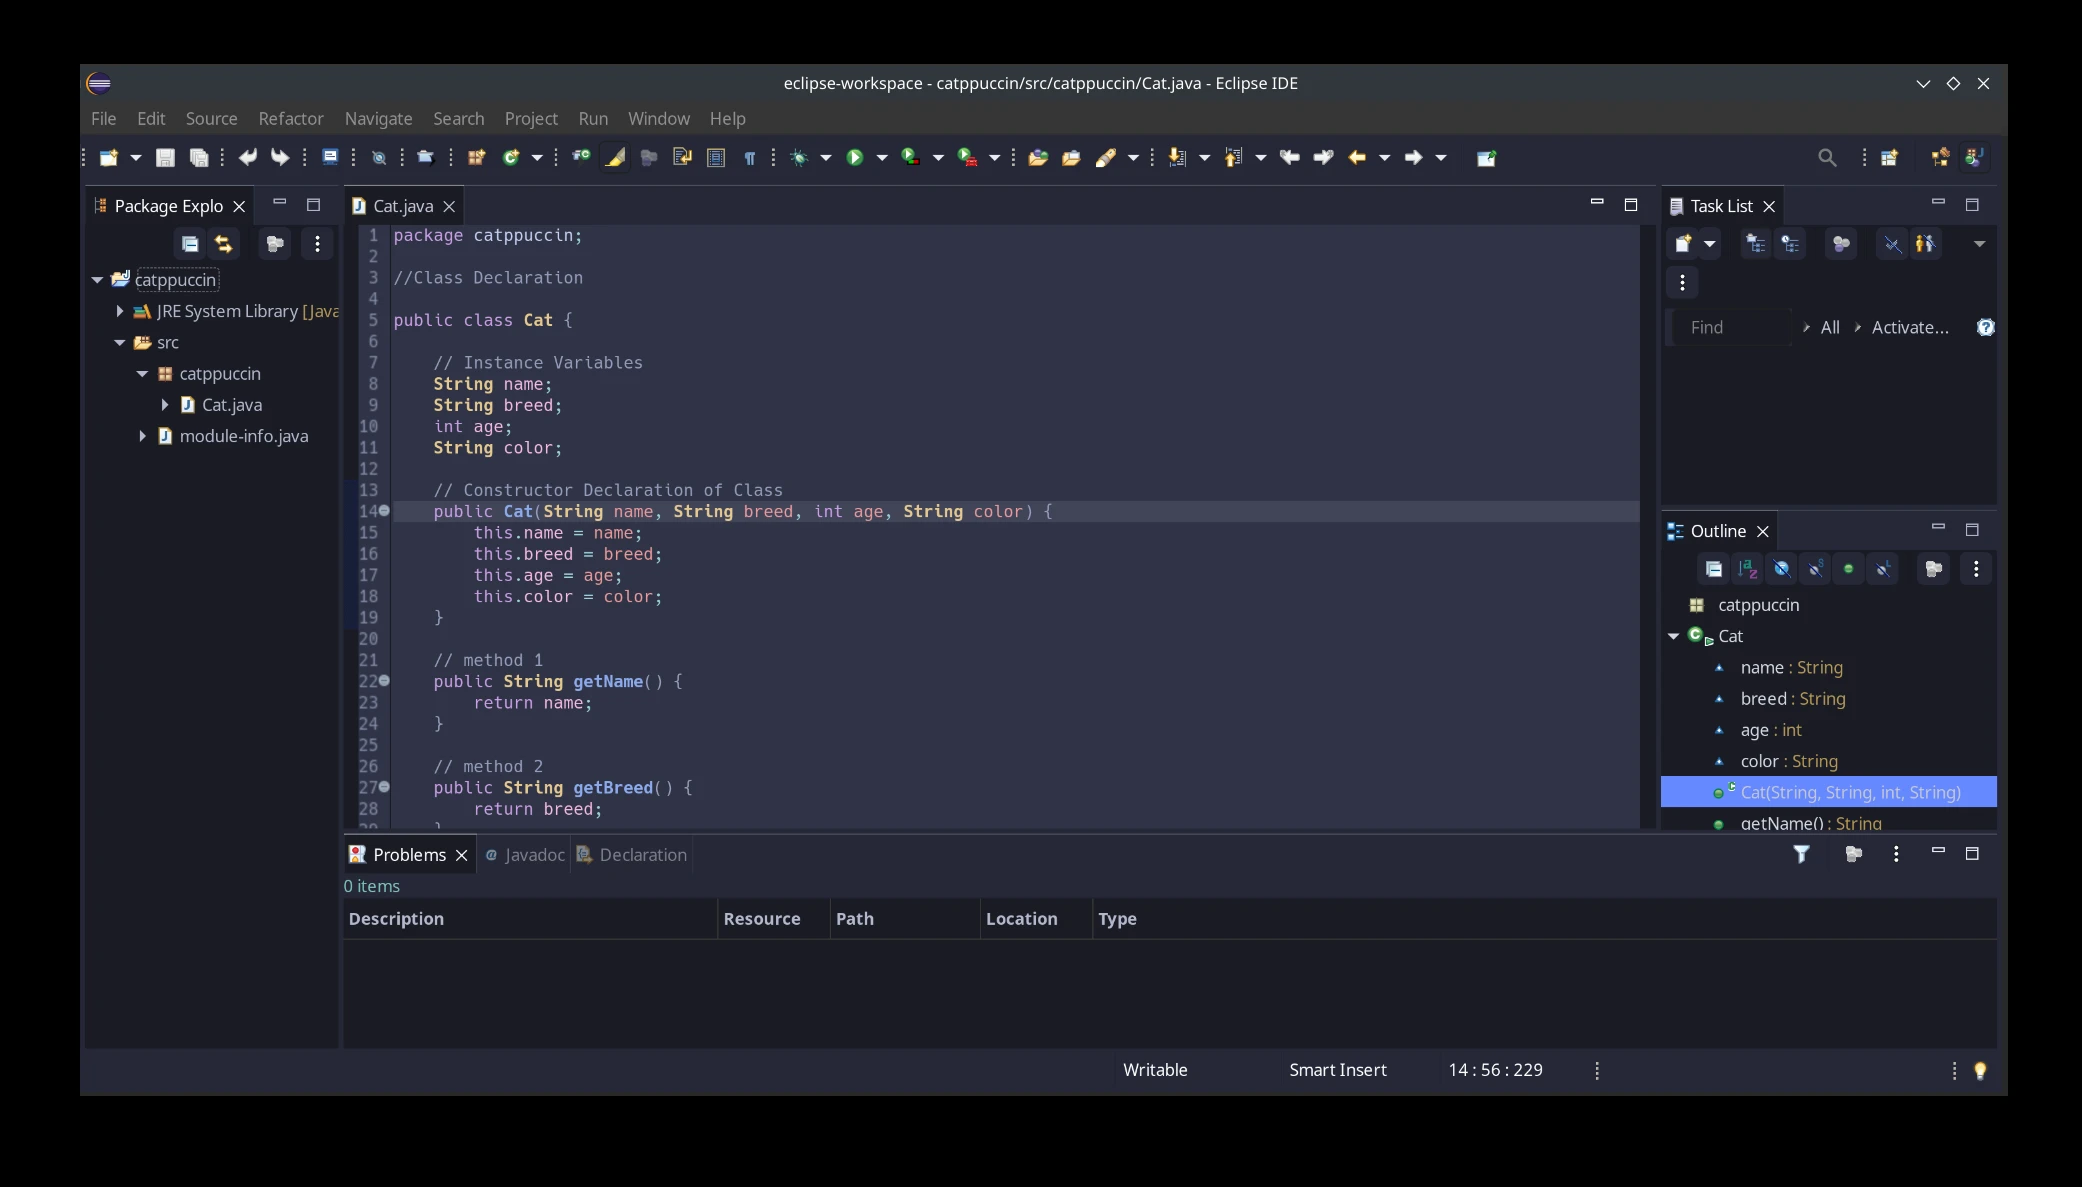 eclipse-workspace - catppuccin/src/catppuccin/Cat.java - Eclipse IDE
File Edit Source Refactor Navigate Search Project Run Window Help
Package Explo
catppuccin
JRE System Library [Java
src
catppuccin
Cat.java
module-info.java
Cat.java
1 package catppuccin;
2
3 //Class Declaration
4
5 public class Cat {
6
7     // Instance Variables
8     String name;
9     String breed;
10     int age;
11     String color;
12
13     // Constructor Declaration of Class
14     public Cat(String name, String breed, int age, String color) {
15         this.name = name;
16         this.breed = breed;
17         this.age = age;
18         this.color = color;
19     }
20
21     // method 1
22     public String getName() {
23         return name;
24     }
25
26     // method 2
27     public String getBreed() {
28         return breed;
29     }
Task List
Find All Activate...
Outline
catppuccin
Cat
name : String
breed : String
age : int
color : String
Cat(String, String, int, String)
getName() : String
Problems @ Javadoc Declaration
0 items
Description Resource Path Location Type
Writable Smart Insert 14 : 56 : 229